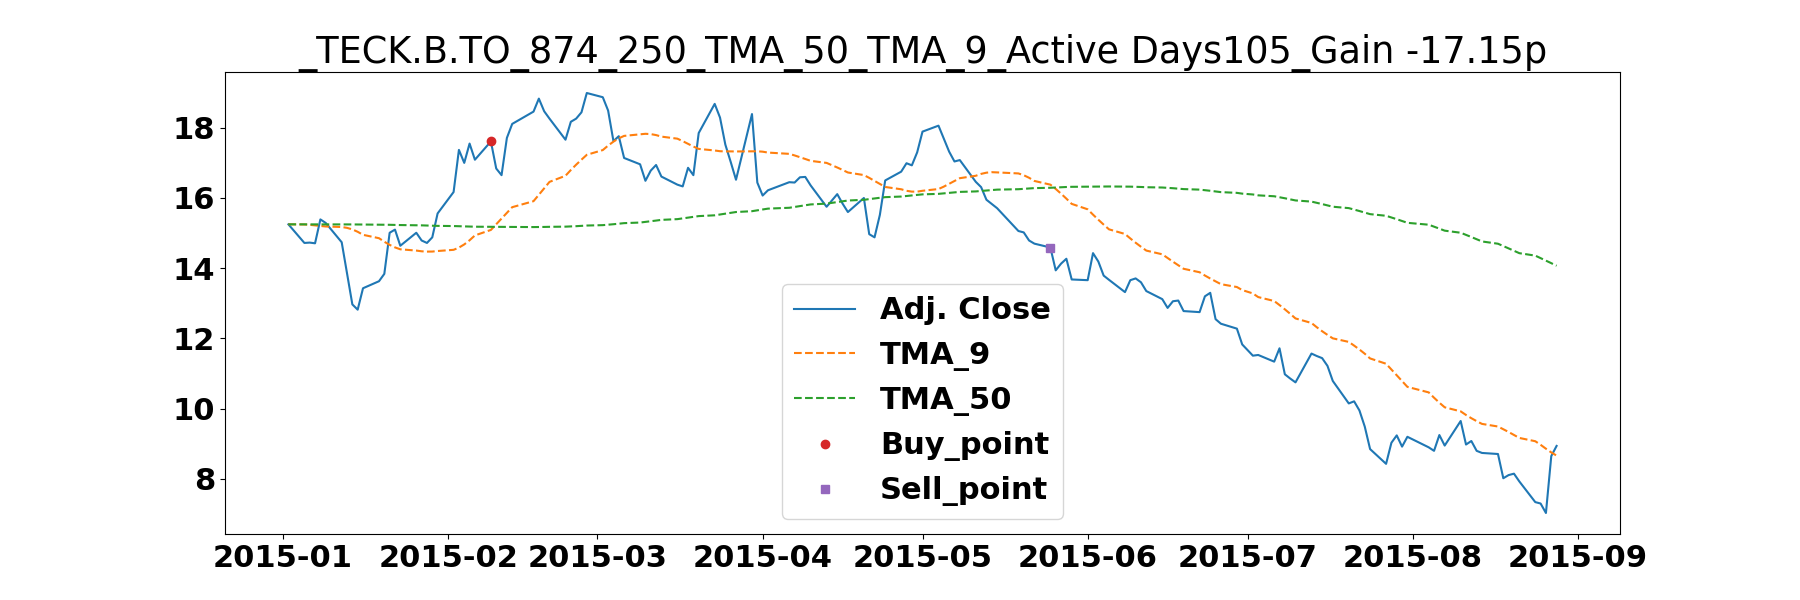 _TECK.B.TO_874_250_TMA_50_TMA_9_Active Days105_Gain -17.15p
18
16
14
12
10
8
Adj. Close
TMA_9
TMA_50
Buy_point
Sell_point
2015-01 2015-02 2015-03 2015-04 2015-05 2015-06 2015-07 2015-08 2015-09